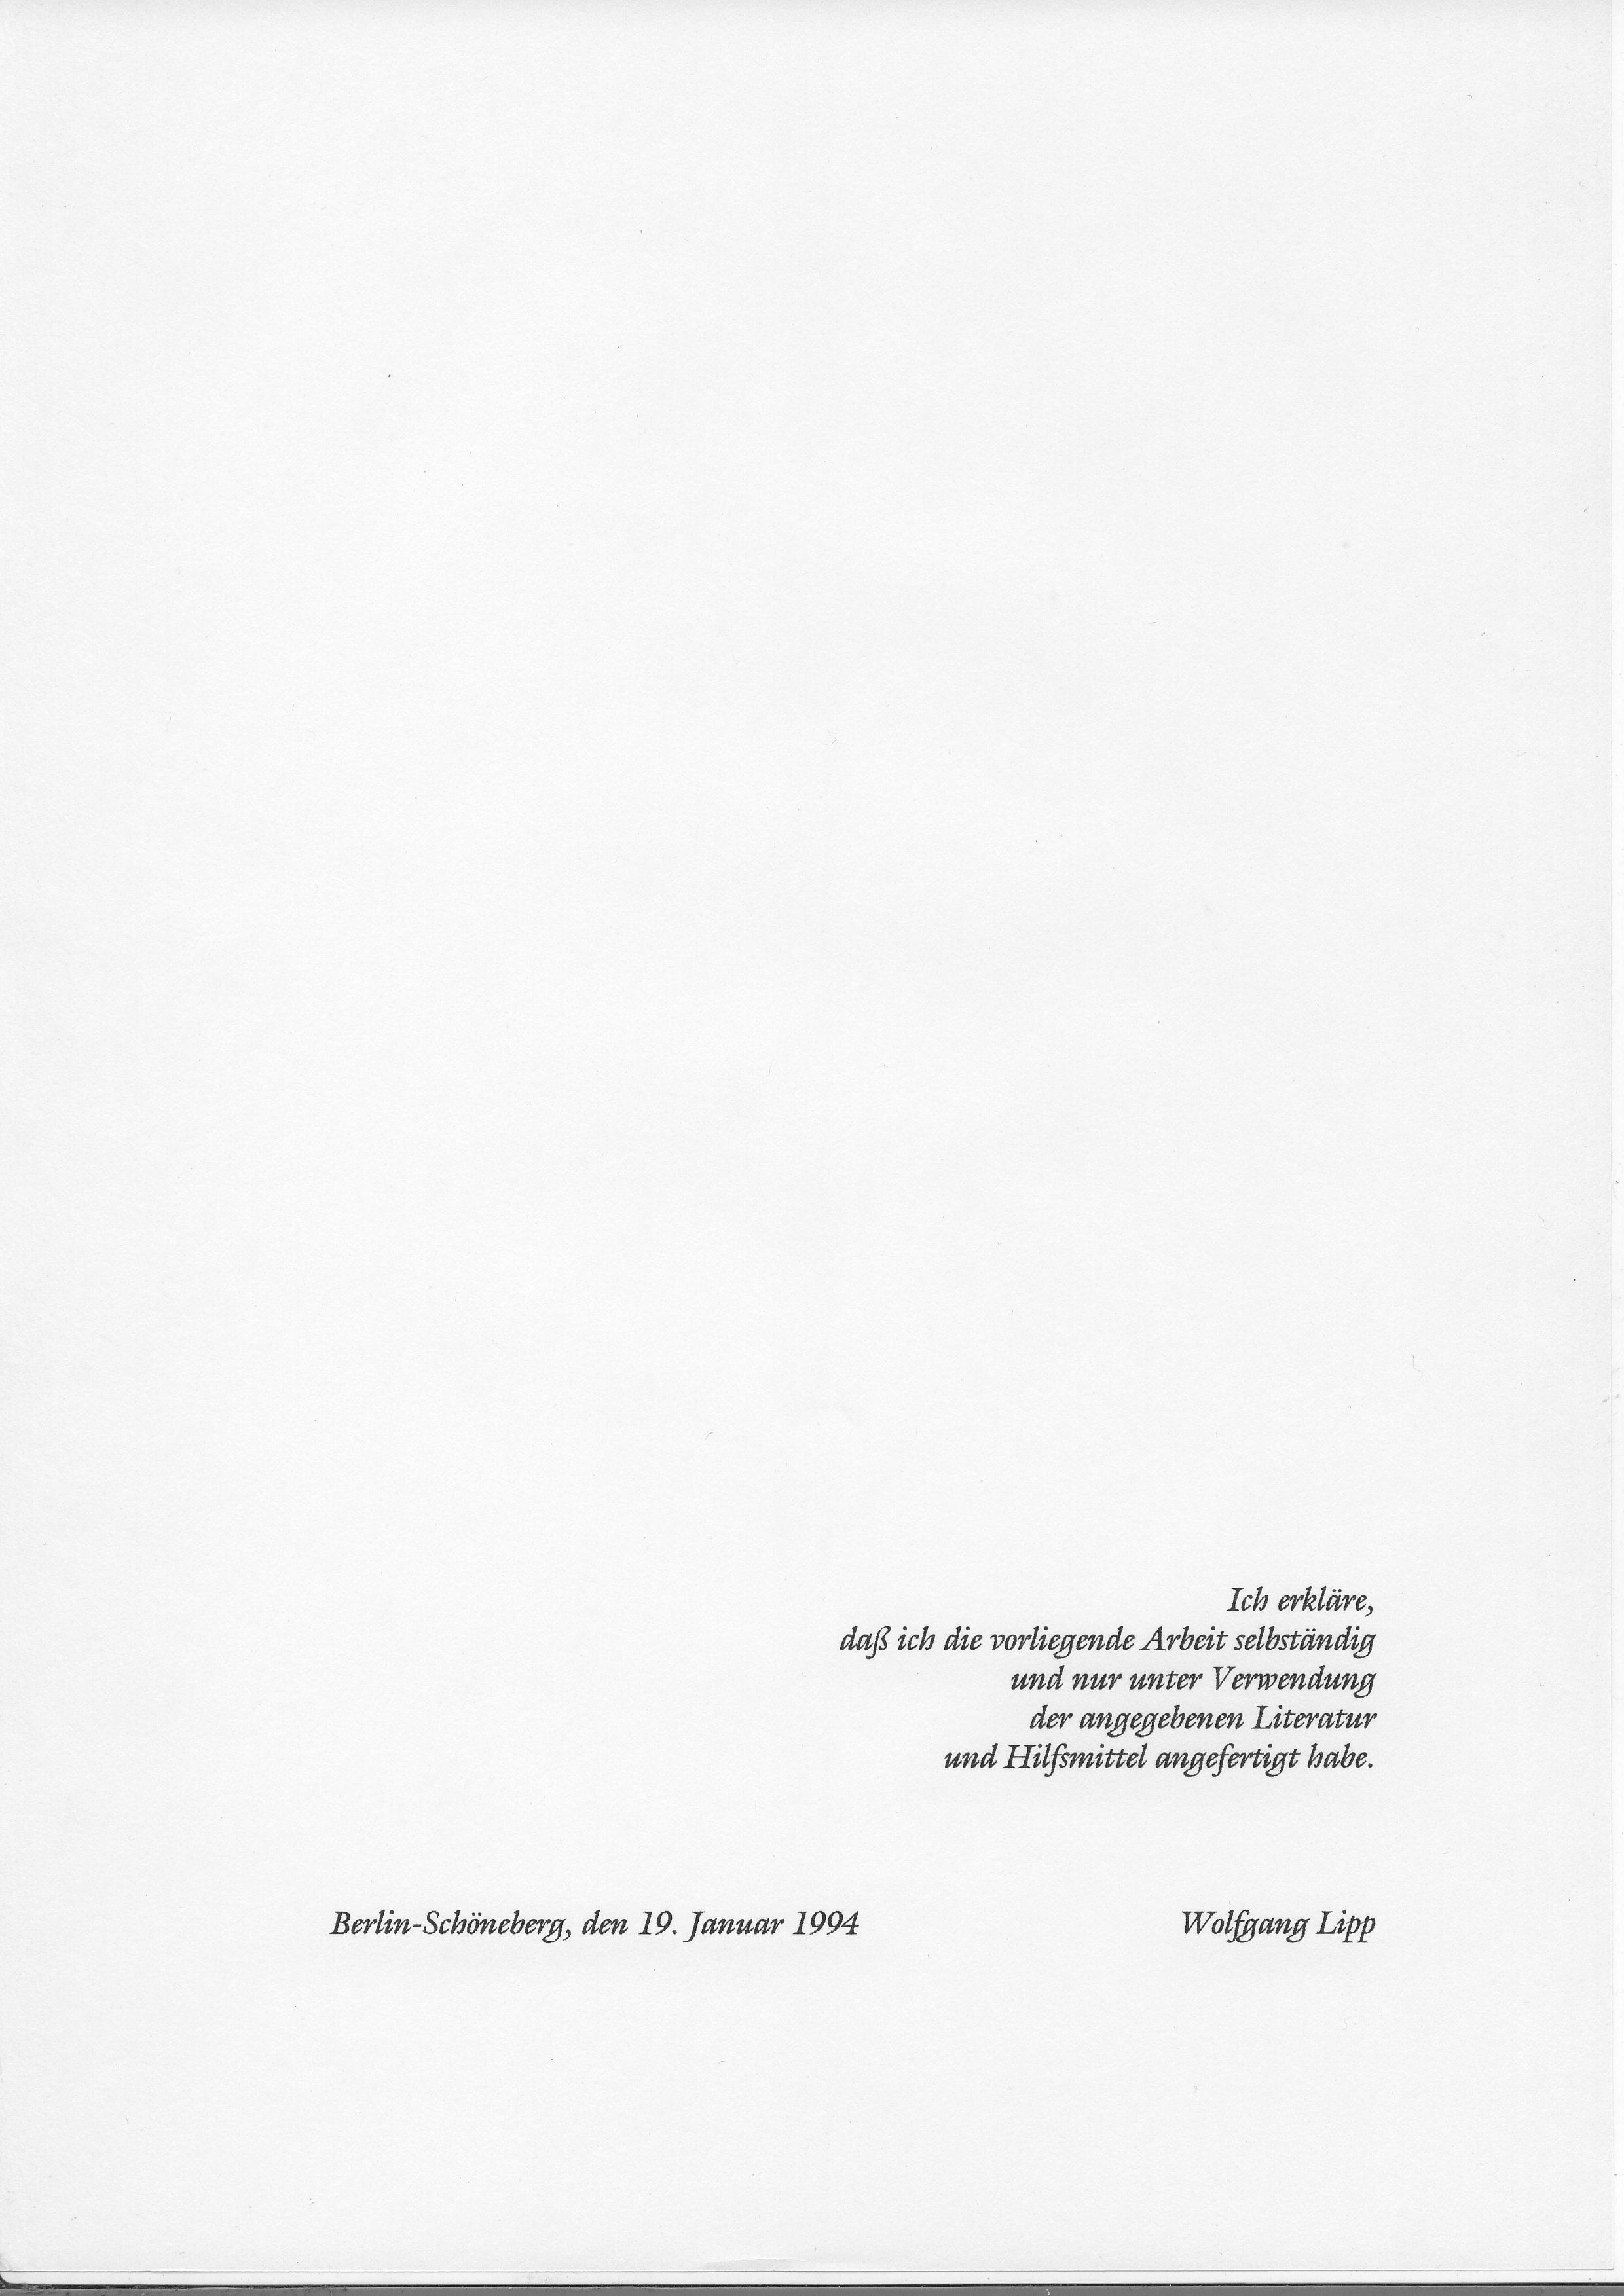 Ich erkläre,
daß ich die vorliegende Arbeit selbständig
und nur unter Verwendung
der angegebenen Literatur
und Hilfsmittel angefertigt habe.
Berlin-Schöneberg, den 19. Januar 1994 Wolfgang Lipp